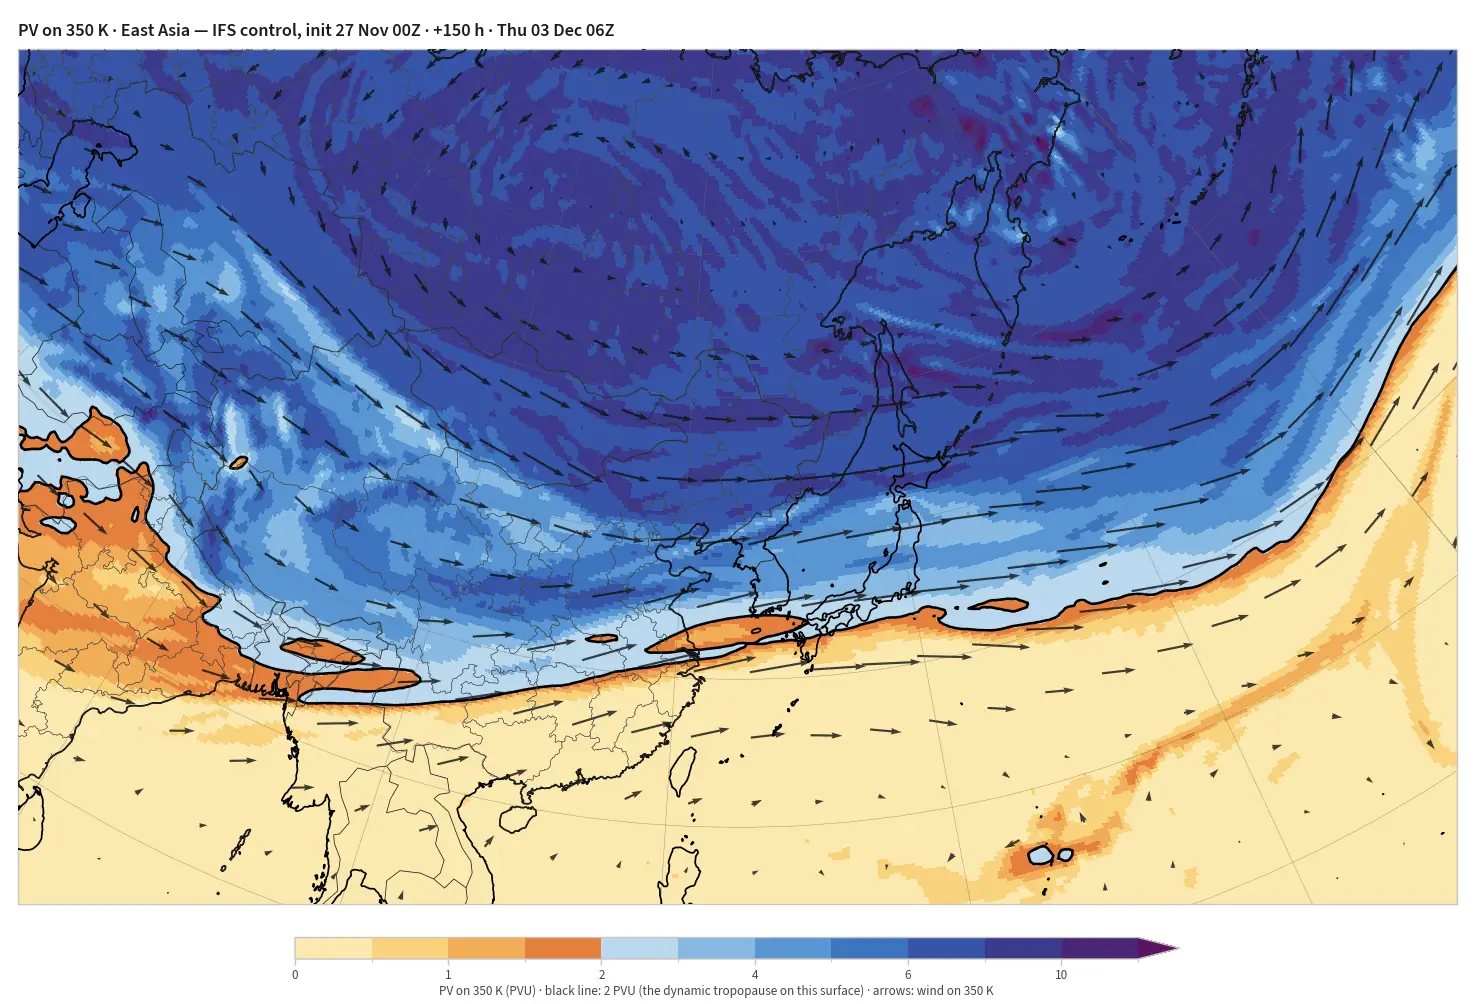 PV on 350 K · East Asia — IFS control, init 27 Nov 00Z · +150 h · Thu 03 Dec 06Z
0 1 2 4 6 10
PV on 350 K (PVU) · black line: 2 PVU (the dynamic tropopause on this surface) · arrows: wind on 350 K